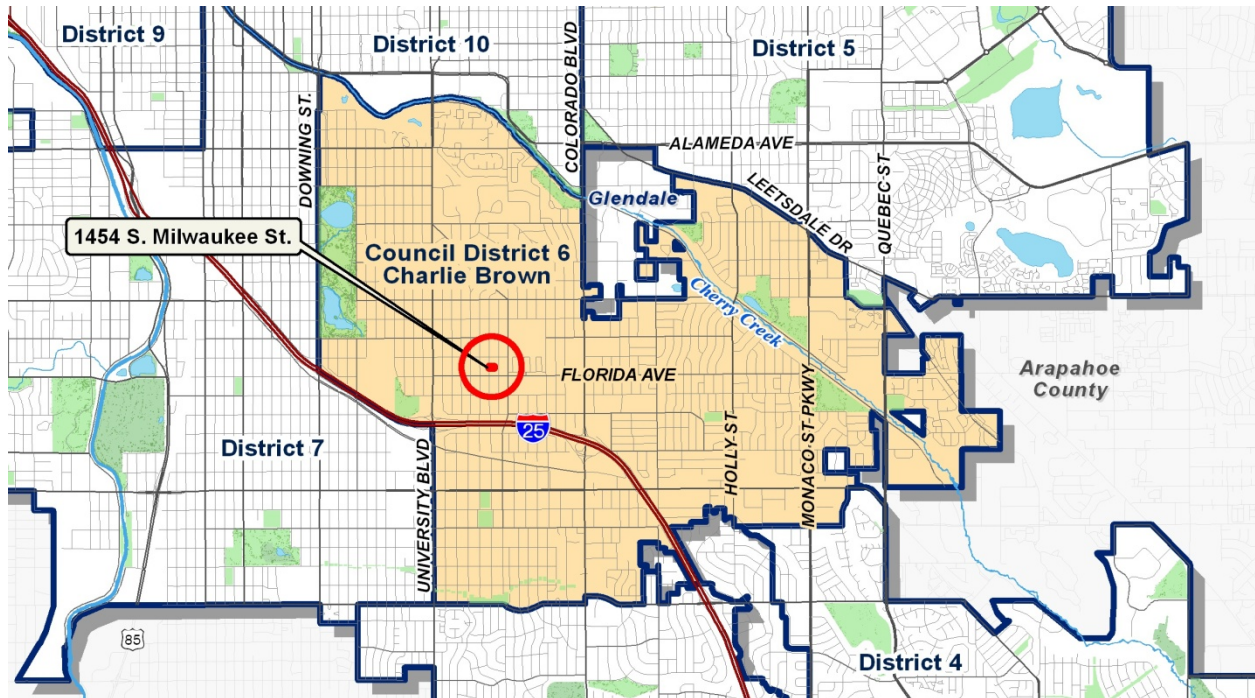 District 9
District 10
District 5
COLORADO BLVD
DOWNING ST.
ALAMEDA AVE
LEETSDALE DR
QUEBEC ST
Glendale
1454 S. Milwaukee St.
Council District 6
Charlie Brown
Cherry Creek
FLORIDA AVE
Arapahoe
County
25
HOLLY ST
MONACO ST PKWY
District 7
UNIVERSITY BLVD
85
District 4